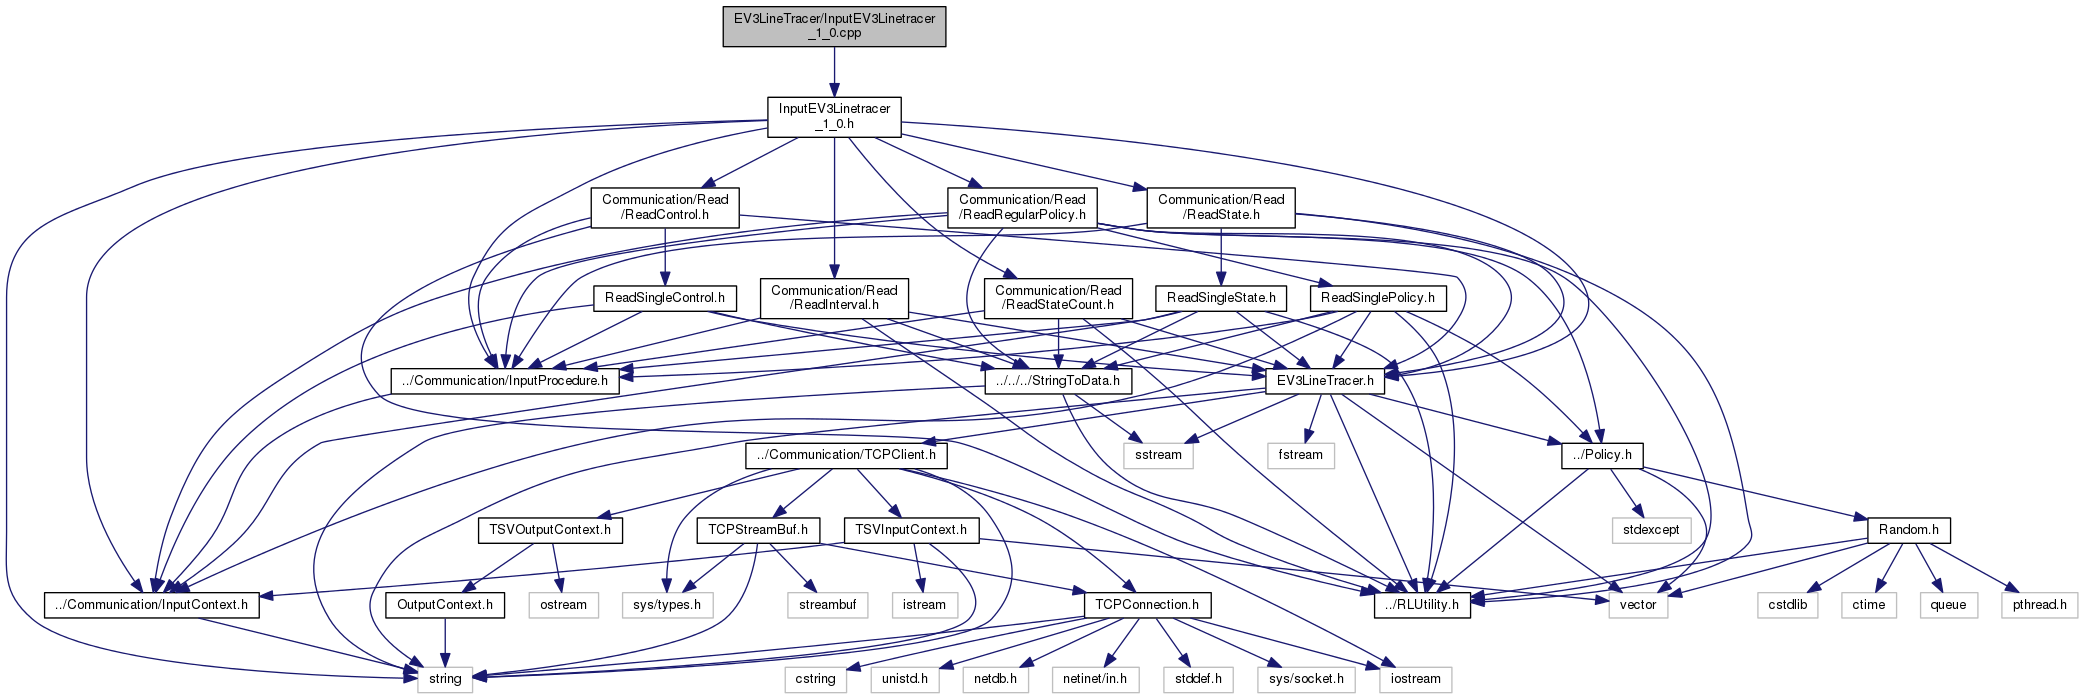 EV3LineTracer/InputEV3Linetracer
_1_0.cpp
InputEV3Linetracer
_1_0.h
Communication/Read
/ReadControl.h
Communication/Read
/ReadRegularPolicy.h
Communication/Read
/ReadState.h
ReadSingleControl.h
Communication/Read
/ReadInterval.h
Communication/Read
/ReadStateCount.h
ReadSingleState.h
ReadSinglePolicy.h
../Communication/InputProcedure.h
../../../StringToData.h
EV3LineTracer.h
../Communication/TCPClient.h
sstream
fstream
../Policy.h
TSVOutputContext.h
TCPStreamBuf.h
TSVInputContext.h
stdexcept
Random.h
../Communication/InputContext.h
OutputContext.h
ostream
sys/types.h
streambuf
istream
TCPConnection.h
../RLUtility.h
vector
cstdlib
ctime
queue
pthread.h
string
cstring
unistd.h
netdb.h
netinet/in.h
stddef.h
sys/socket.h
iostream